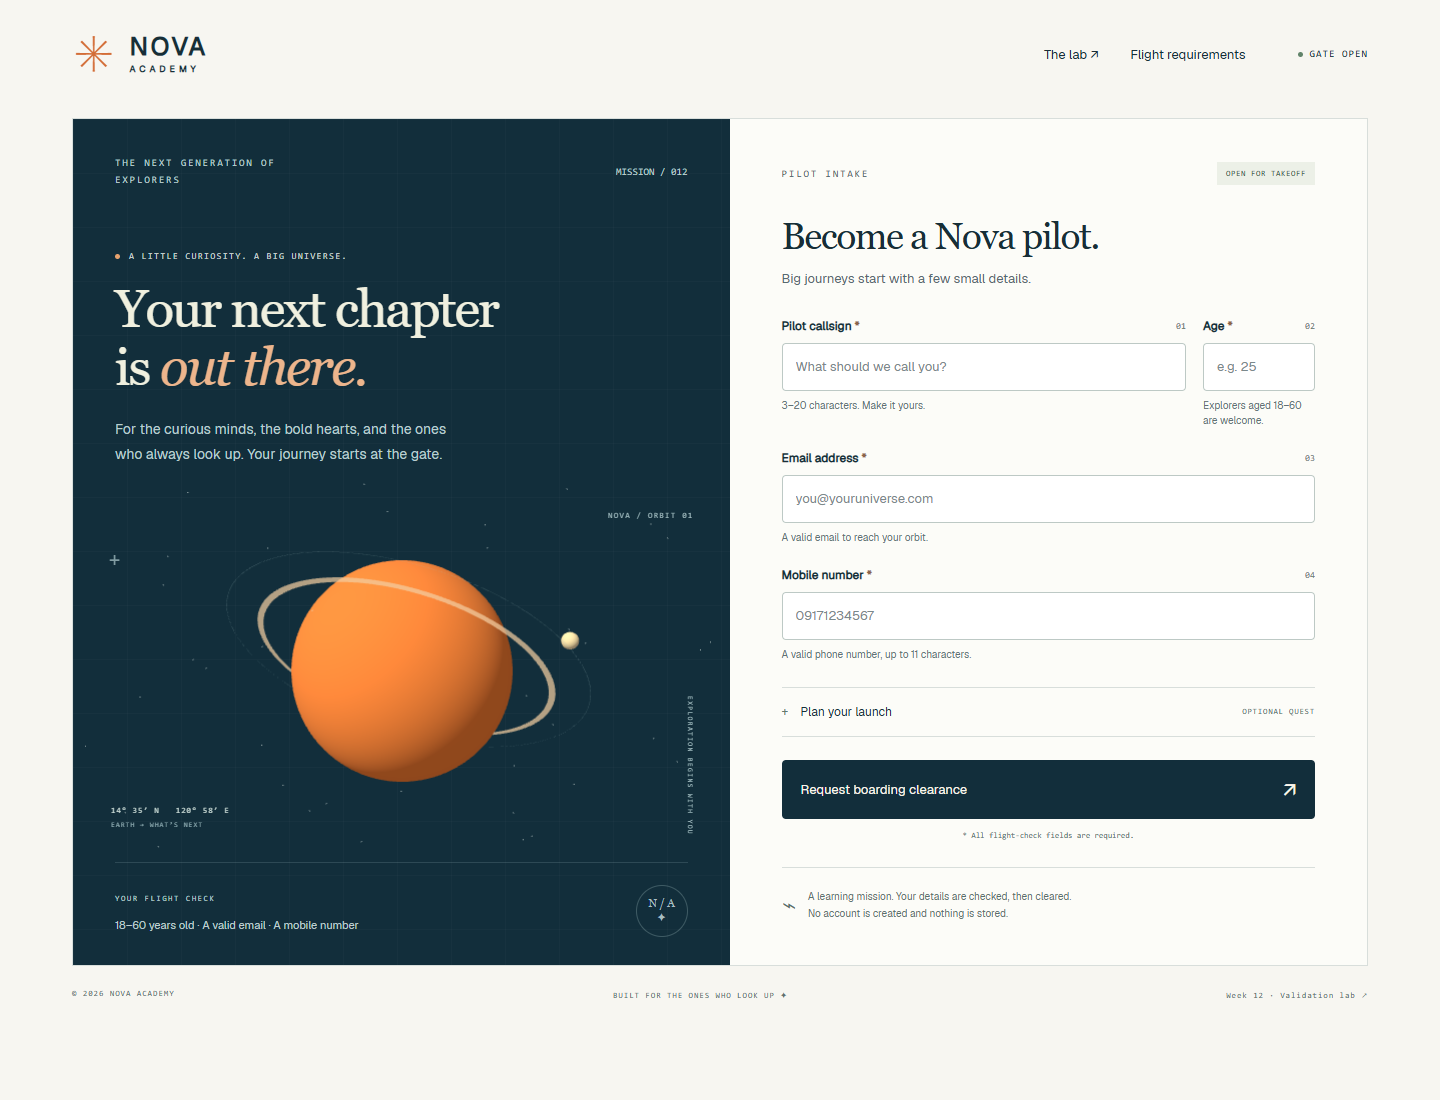 NOVA
ACADEMY
The lab ↗
Flight requirements
GATE OPEN
THE NEXT GENERATION OF
EXPLORERS
MISSION / 012
A LITTLE CURIOSITY. A BIG UNIVERSE.
Your next chapter
is out there.
For the curious minds, the bold hearts, and the ones
who always look up. Your journey starts at the gate.
NOVA / ORBIT 01
EXPLORATION BEGINS WITH YOU
14° 35′ N 120° 58′ E
EARTH → WHAT'S NEXT
YOUR FLIGHT CHECK
18–60 years old · A valid email · A mobile number
N/A
✦
PILOT INTAKE
OPEN FOR TAKEOFF
Become a Nova pilot.
Big journeys start with a few small details.
Pilot callsign *
01
What should we call you?
3–20 characters. Make it yours.
Age *
02
e.g. 25
Explorers aged 18–60
are welcome.
Email address *
03
you@youruniverse.com
A valid email to reach your orbit.
Mobile number *
04
09171234567
A valid phone number, up to 11 characters.
+ Plan your launch
OPTIONAL QUEST
Request boarding clearance ↗
* All flight-check fields are required.
A learning mission. Your details are checked, then cleared.
No account is created and nothing is stored.
© 2026 NOVA ACADEMY
BUILT FOR THE ONES WHO LOOK UP ✦
Week 12 · Validation lab ↗